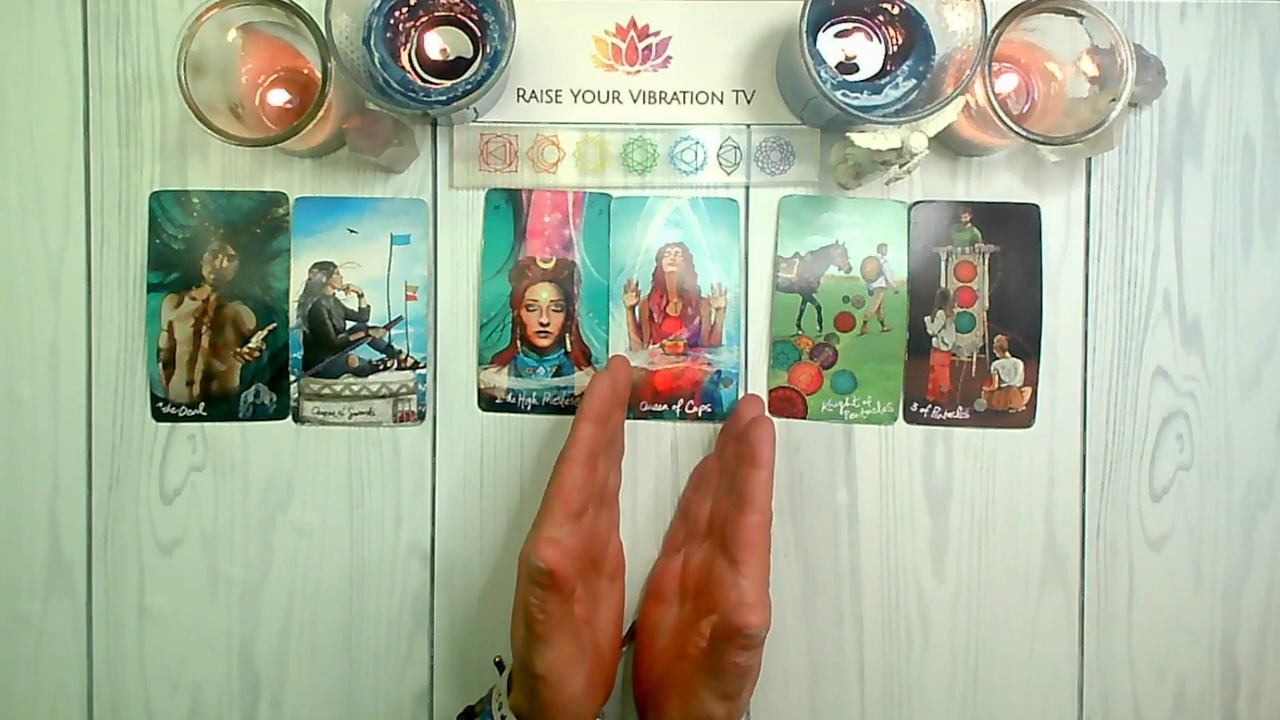 RAISE YOUR VIBRATION TV
the Devil
Queen of Swords
the High Priestess
Queen of Cups
Knight of
Pentacles
3 of Pentacles